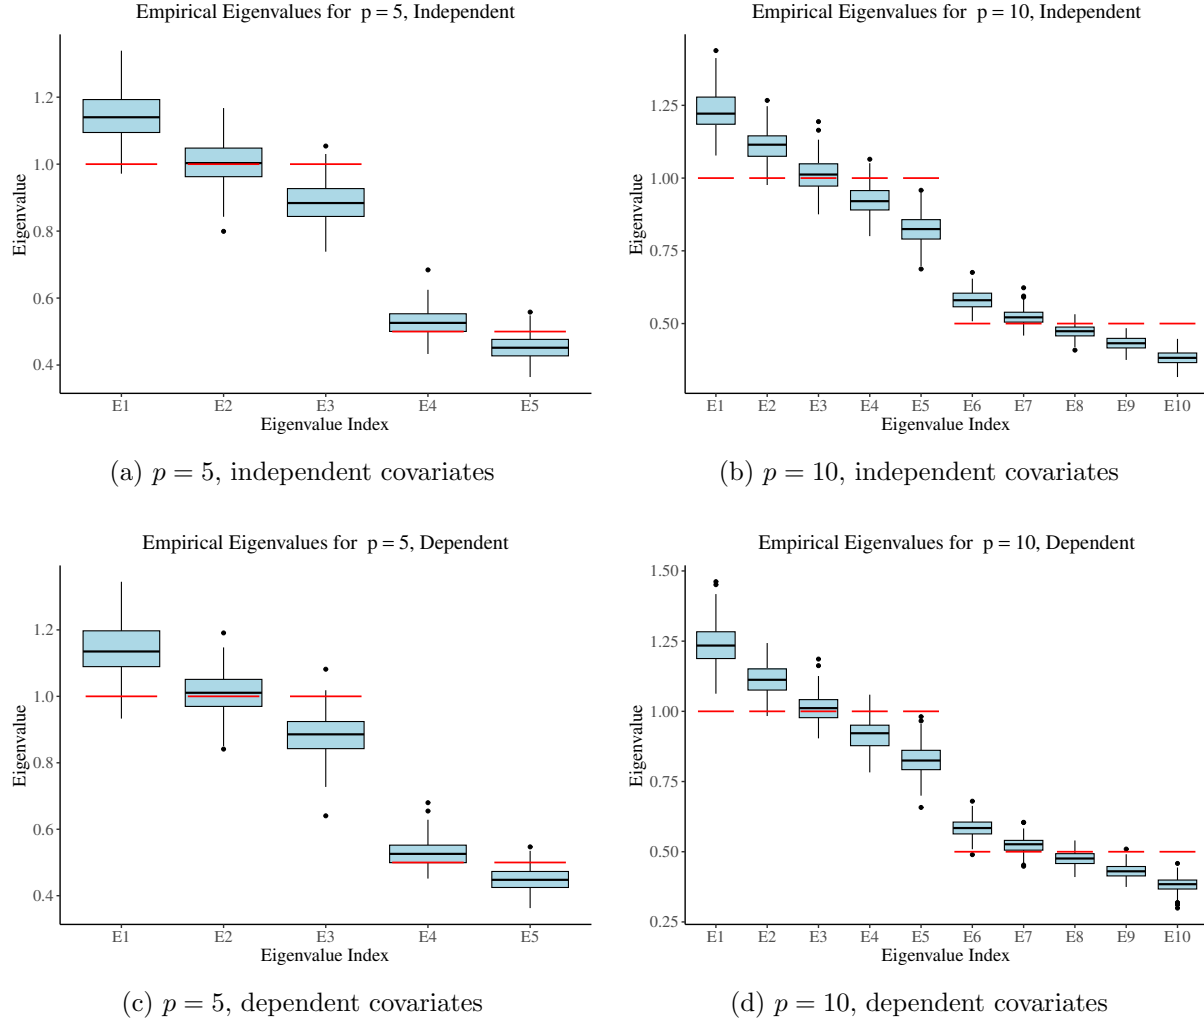 Empirical Eigenvalues for p = 5, Independent
Eigenvalue
1.2
1.0
0.8
0.6
0.4
E1 E2 E3 E4 E5
Eigenvalue Index
(a) p = 5, independent covariates
Empirical Eigenvalues for p = 10, Independent
Eigenvalue
1.25
1.00
0.75
0.50
E1 E2 E3 E4 E5 E6 E7 E8 E9 E10
Eigenvalue Index
(b) p = 10, independent covariates
Empirical Eigenvalues for p = 5, Dependent
Eigenvalue
1.2
1.0
0.8
0.6
0.4
E1 E2 E3 E4 E5
Eigenvalue Index
(c) p = 5, dependent covariates
Empirical Eigenvalues for p = 10, Dependent
Eigenvalue
1.50
1.25
1.00
0.75
0.50
0.25
E1 E2 E3 E4 E5 E6 E7 E8 E9 E10
Eigenvalue Index
(d) p = 10, dependent covariates